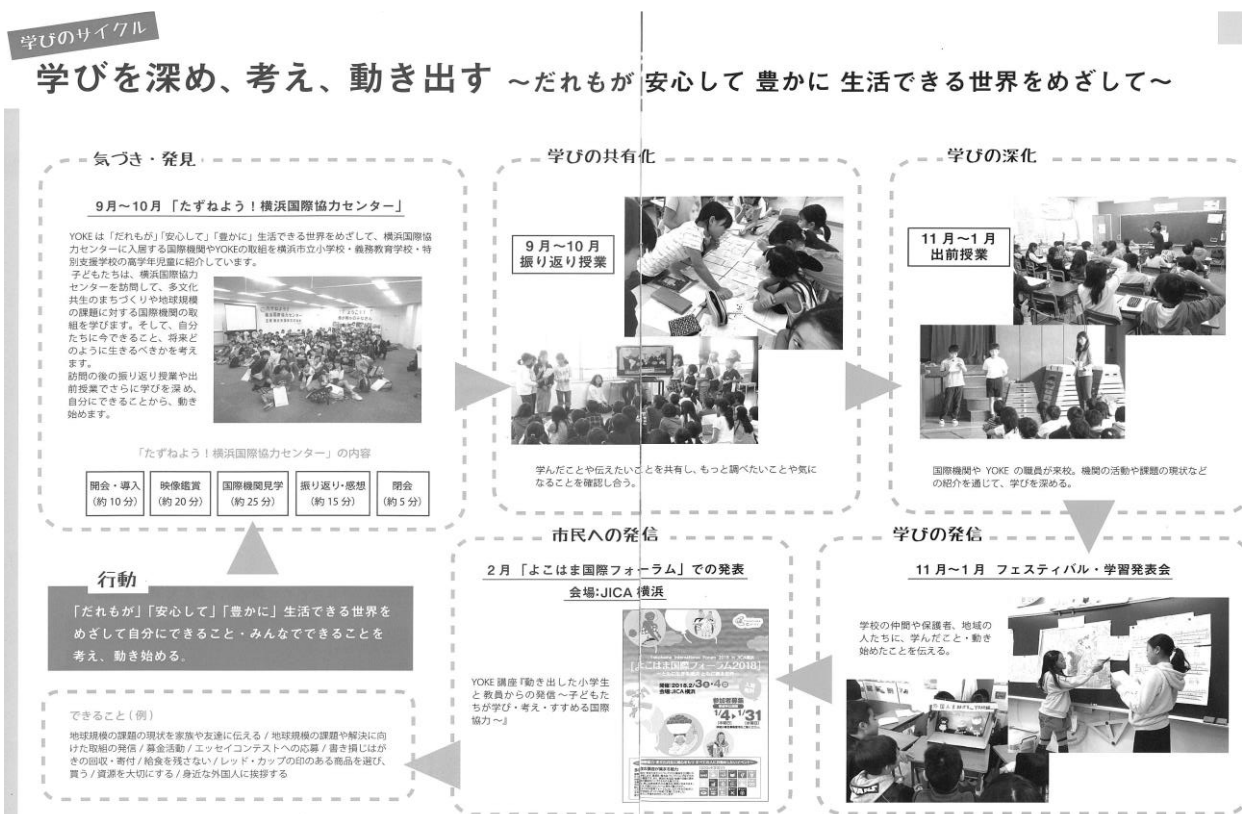 学びのサイクル
学びを深め、考え、動き出す ～だれもが 安心して 豊かに 生活できる世界をめざして～
気づき・発見
9月～10月「たずねよう！横浜国際協力センター」
YOKEは「だれもが」「安心して」「豊かに」生活できる世界をめざして、横浜国際協
力センターに入居する国際機関やYOKEの取組を横浜市立小学校・義務教育学校・特
別支援学校の高学年児童に紹介しています。
子どもたちは、横浜国際協力
センターを訪問して、多文化
共生のまちづくりや地球規模
の課題に対する国際機関の取
組を学びます。そして、自分
たちに今できること、将来ど
のように生きるべきかを考え
ます。
訪問の後の振り返り授業や出
前授業でさらに学びを深め、
自分にできることから、動き
始めます。
「たずねよう！横浜国際協力センター」の内容
開会・導入
（約10分）
映像鑑賞
（約20分）
国際機関見学
（約25分）
振り返り・感想
（約15分）
閉会
（約5分）
学びの共有化
9月～10月
振り返り授業
学んだことや伝えたいことを共有し、もっと調べたいことや気に
なることを確認し合う。
学びの深化
11月～1月
出前授業
国際機関や YOKE の職員が来校。機関の活動や課題の現状など
の紹介を通じて、学びを深める。
学びの発信
11月～1月 フェスティバル・学習発表会
学校の仲間や保護者、地域の
人たちに、学んだこと・動き
始めたことを伝える。
市民への発信
2月「よこはま国際フォーラム」での発表
会場:JICA 横浜
YOKE 講座『動き出した小学生
と教員からの発信～子どもた
ちが学び・考え・すすめる国際
協力～』
「よこはま国際フォーラム2018」
開催:2018.2/3・4
会場:JICA横浜
参加者募集
1/4 1/31
行動
「だれもが」「安心して」「豊かに」生活できる世界を
めざして自分にできること・みんなでできることを
考え、動き始める。
できること（例）
地球規模の課題の現状を家族や友達に伝える / 地球規模の課題や解決に向
けた取組の発信 / 募金活動 / エッセイコンテストへの応募 / 書き損じはが
きの回収・寄付 / 給食を残さない / レッド・カップの印のある商品を選び、
買う / 資源を大切にする / 身近な外国人に挨拶する